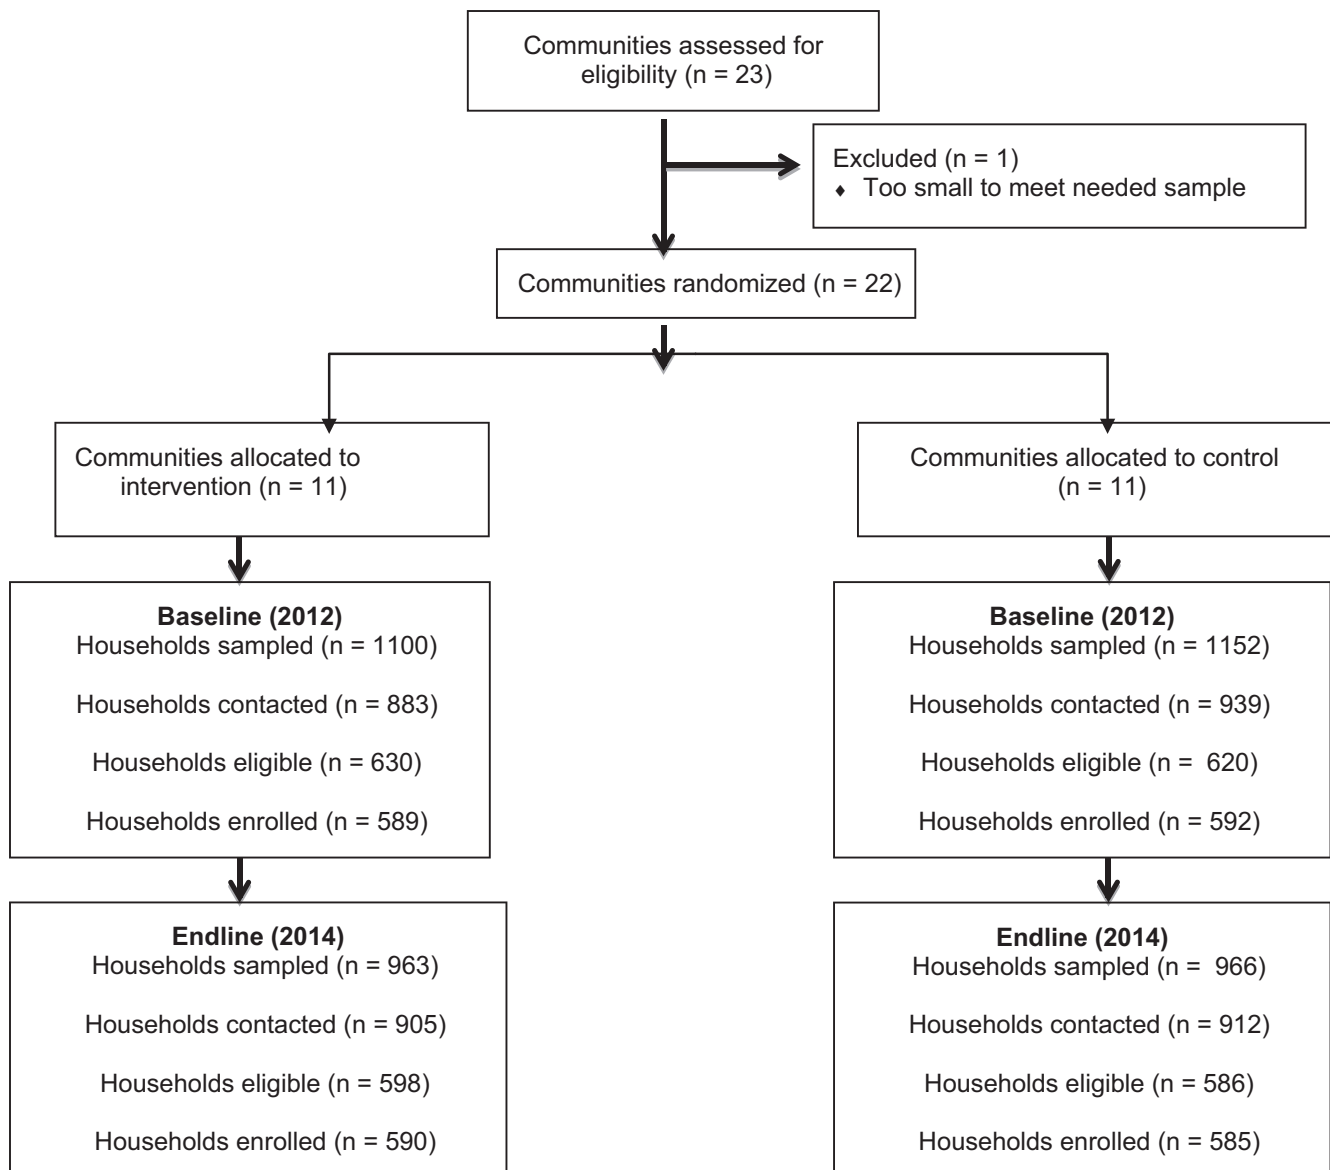 Communities assessed for
eligibility (n = 23)
Excluded (n = 1)
♦ Too small to meet needed sample
Communities randomized (n = 22)
Communities allocated to
intervention (n = 11)
Communities allocated to control
(n = 11)
Baseline (2012)
Households sampled (n = 1100)
Households contacted (n = 883)
Households eligible (n = 630)
Households enrolled (n = 589)
Baseline (2012)
Households sampled (n = 1152)
Households contacted (n = 939)
Households eligible (n = 620)
Households enrolled (n = 592)
Endline (2014)
Households sampled (n = 963)
Households contacted (n = 905)
Households eligible (n = 598)
Households enrolled (n = 590)
Endline (2014)
Households sampled (n = 966)
Households contacted (n = 912)
Households eligible (n = 586)
Households enrolled (n = 585)